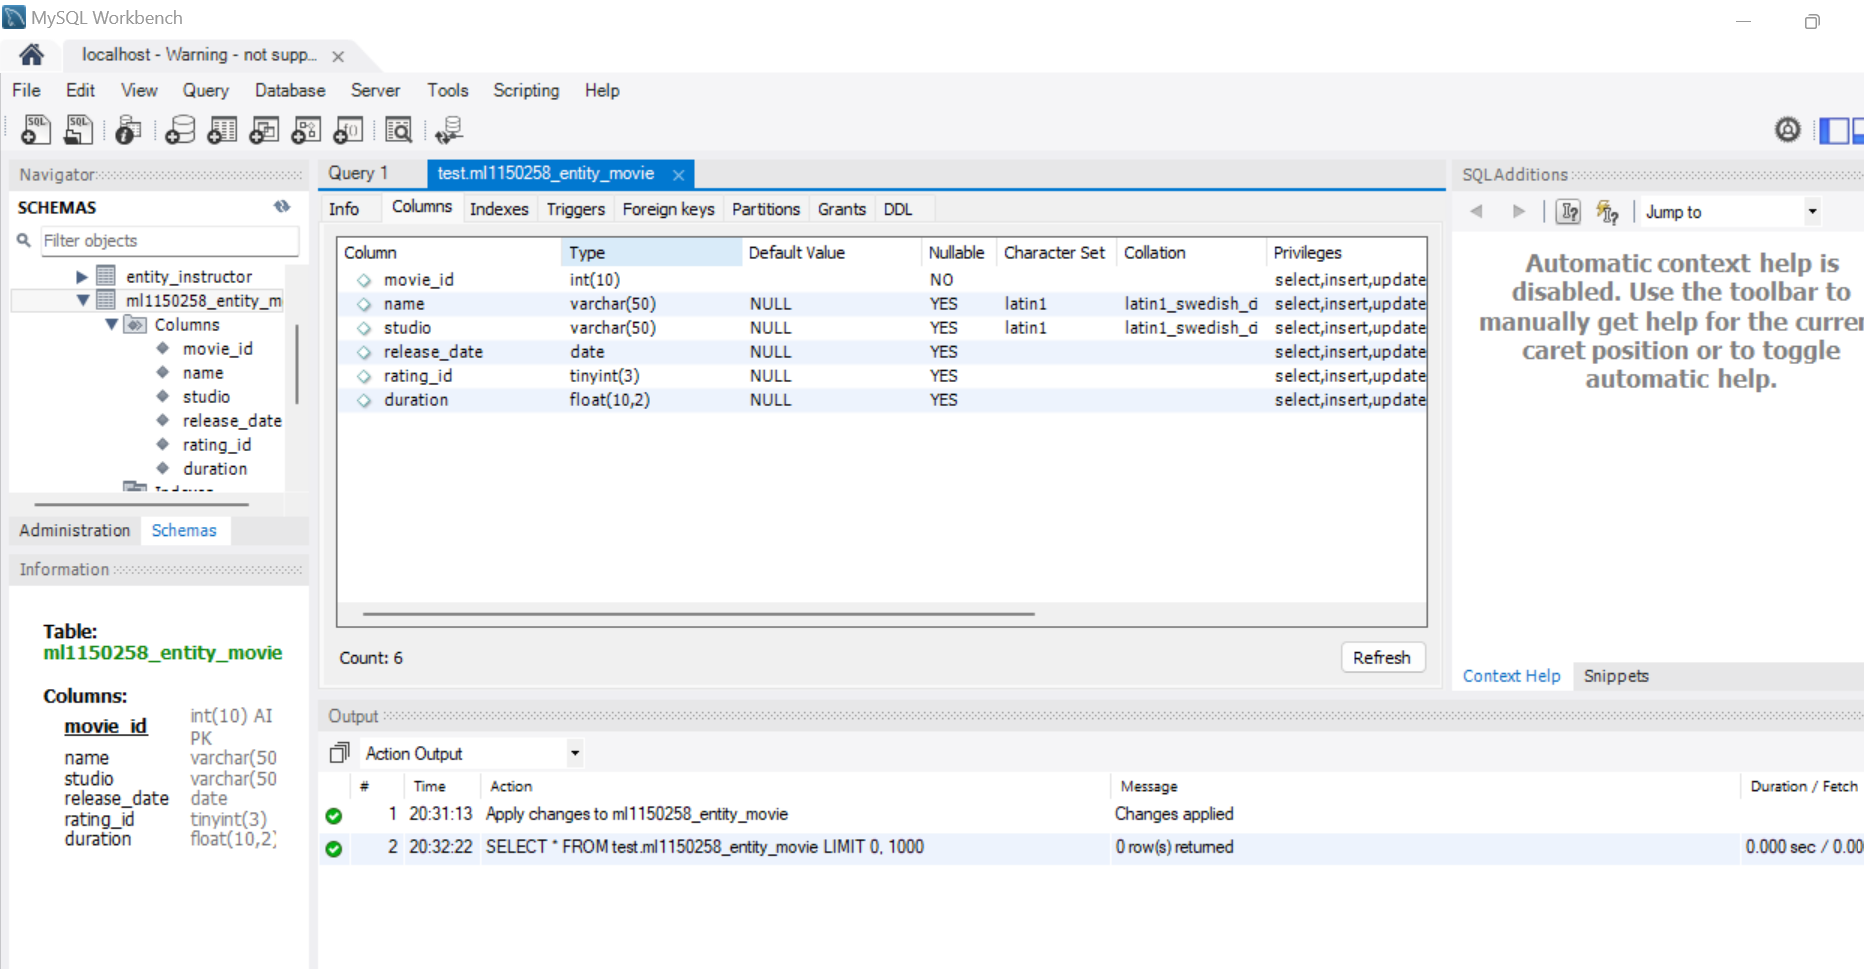 MySQL Workbench
localhost - Warning - not supp...
File Edit View Query Database Server Tools Scripting Help
Navigator
SCHEMAS
Filter objects
entity_instructor
ml1150258_entity_m
Columns
movie_id
name
studio
release_date
rating_id
duration
Administration Schemas
Information
Table:
ml1150258_entity_movie
Columns:
movie_id int(10) AI PK
name varchar(50
studio varchar(50
release_date date
rating_id tinyint(3)
duration float(10,2)
Query 1 test.ml1150258_entity_movie
Info Columns Indexes Triggers Foreign keys Partitions Grants DDL
Column Type Default Value Nullable Character Set Collation Privileges
movie_id int(10) NO select,insert,update
name varchar(50) NULL YES latin1 latin1_swedish_ci select,insert,update
studio varchar(50) NULL YES latin1 latin1_swedish_ci select,insert,update
release_date date NULL YES select,insert,update
rating_id tinyint(3) NULL YES select,insert,update
duration float(10,2) NULL YES select,insert,update
Count: 6
Refresh
SQLAdditions
Jump to
Automatic context help is
disabled. Use the toolbar to
manually get help for the curre
caret position or to toggle
automatic help.
Context Help Snippets
Output
Action Output
# Time Action Message Duration / Fetch
1 20:31:13 Apply changes to ml1150258_entity_movie Changes applied
2 20:32:22 SELECT * FROM test.ml1150258_entity_movie LIMIT 0, 1000 0 row(s) returned 0.000 sec / 0.00